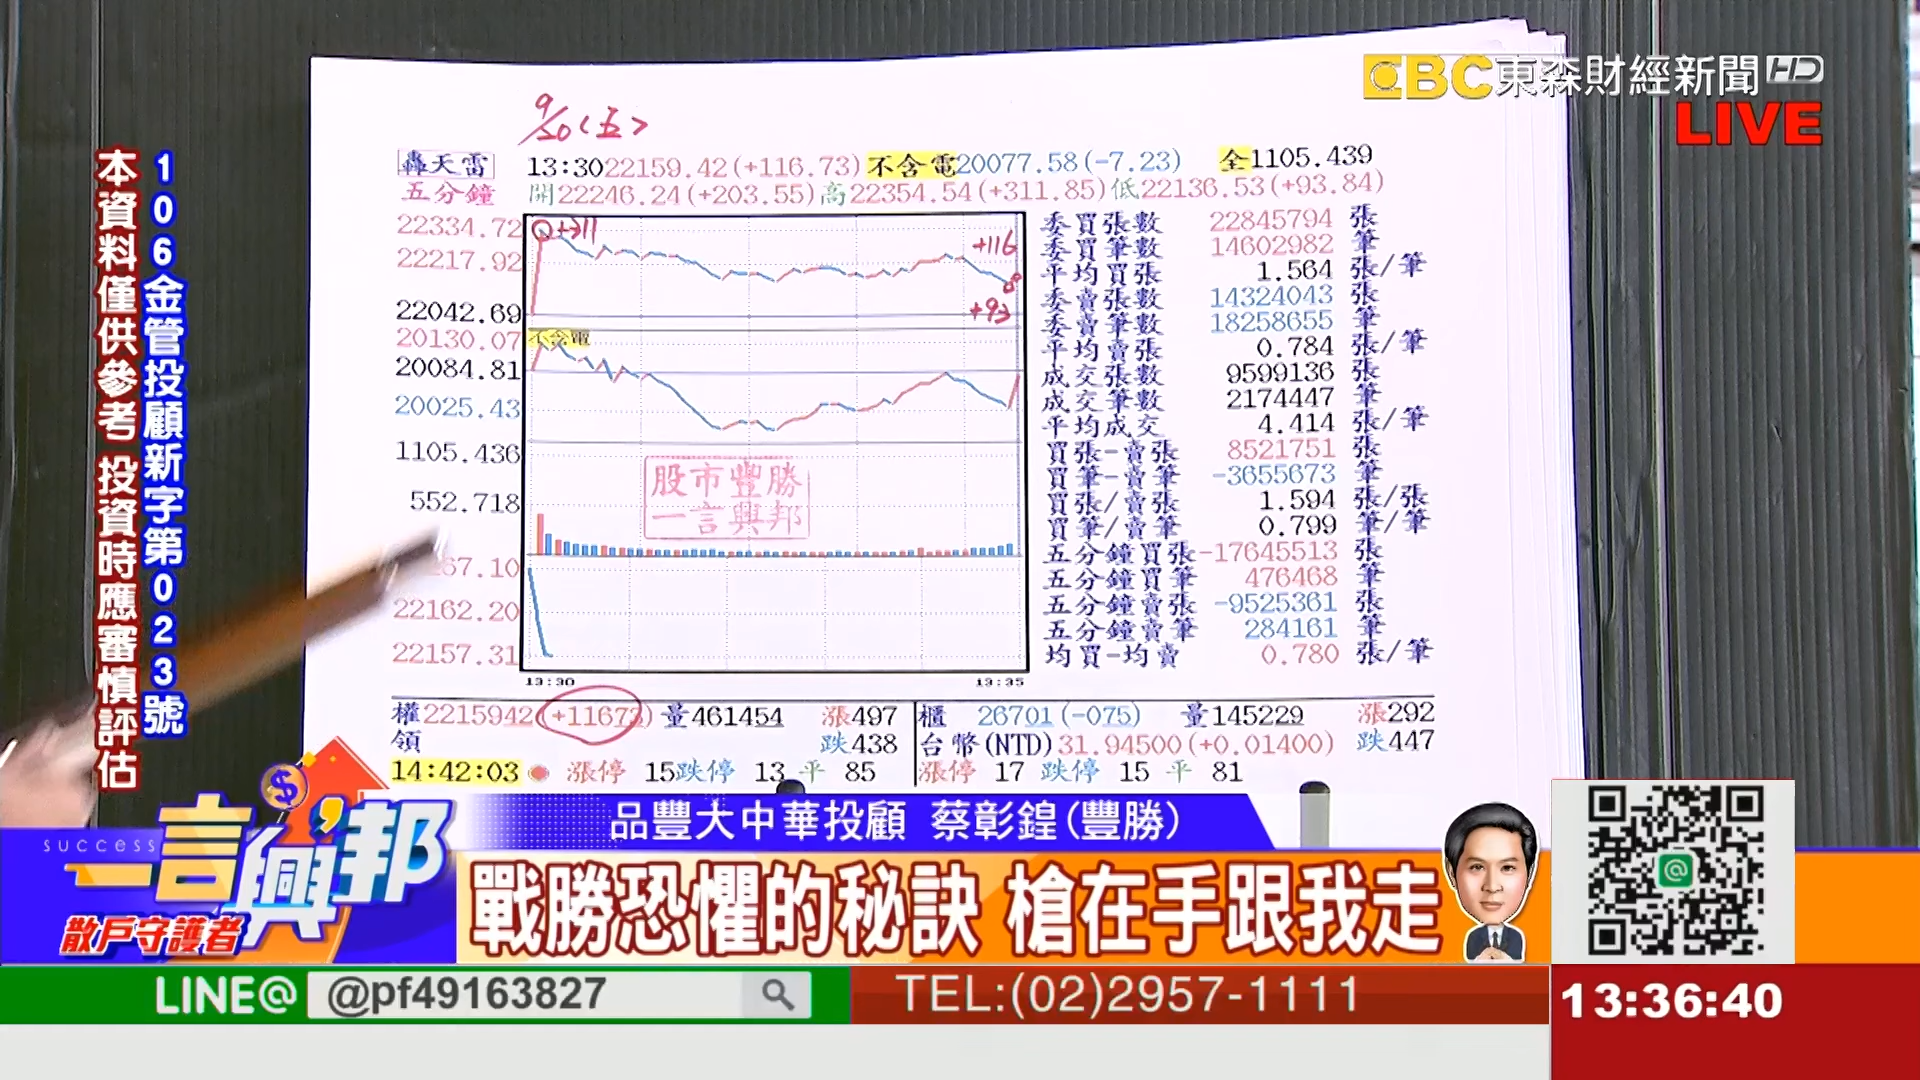 EBC 東森財經新聞 HD
LIVE
106金管投顧新字第023號
本資料僅供參考 投資時應審慎評估
9/20(五)
轟天雷 13:30 22159.42(+116.73) 不含電 20077.58(-7.23) 全1105.439
五分鐘 開22246.24(+203.55) 高22354.54(+311.85) 低22136.53(+93.84)
22334.72
22217.92
22042.69
20130.07
20084.81
20025.43
1105.436
552.718
67.10
22162.20
22157.31
+311
+116
+93
不含電
股市豐勝
一言興邦
13:30 13:35
委買張數 22845794 張
委買筆數 14602982 筆
平均買張 1.564 張/筆
委賣張數 14324043 張
委賣筆數 18258655 筆
平均賣張 0.784 張/筆
成交張數 9599136 張
成交筆數 2174447 筆
平均成交 4.414 張/筆
買張-賣張 8521751 張
買筆-賣筆 -3655673 筆
買張/賣張 1.594 張/張
買筆/賣筆 0.799 筆/筆
五分鐘買張 -17645513 張
五分鐘買筆 476468 筆
五分鐘賣張 -9525361 張
五分鐘賣筆 284161 筆
均買-均賣 0.780 張/筆
權 2215942(+11673) 量461454 漲497 櫃 26701(-075) 量145229 漲292
領 跌438 台幣(NTD)31.94500(+0.01400) 跌447
14:42:03 漲停 15 跌停 13 平 85 漲停 17 跌停 15 平 81
success
一言興邦
散戶守護者
品豐大中華投顧 蔡彰鍠(豐勝)
戰勝恐懼的秘訣 槍在手跟我走
LINE@ @pf49163827
TEL:(02)2957-1111
13:36:40